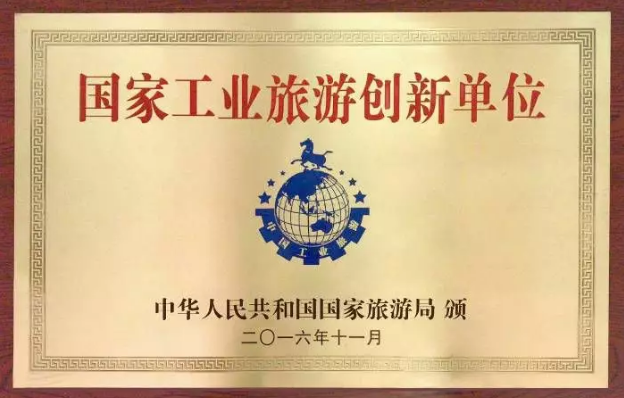 国家工业旅游创新单位
中国工业旅游
中华人民共和国国家旅游局 颁
二〇一六年十一月